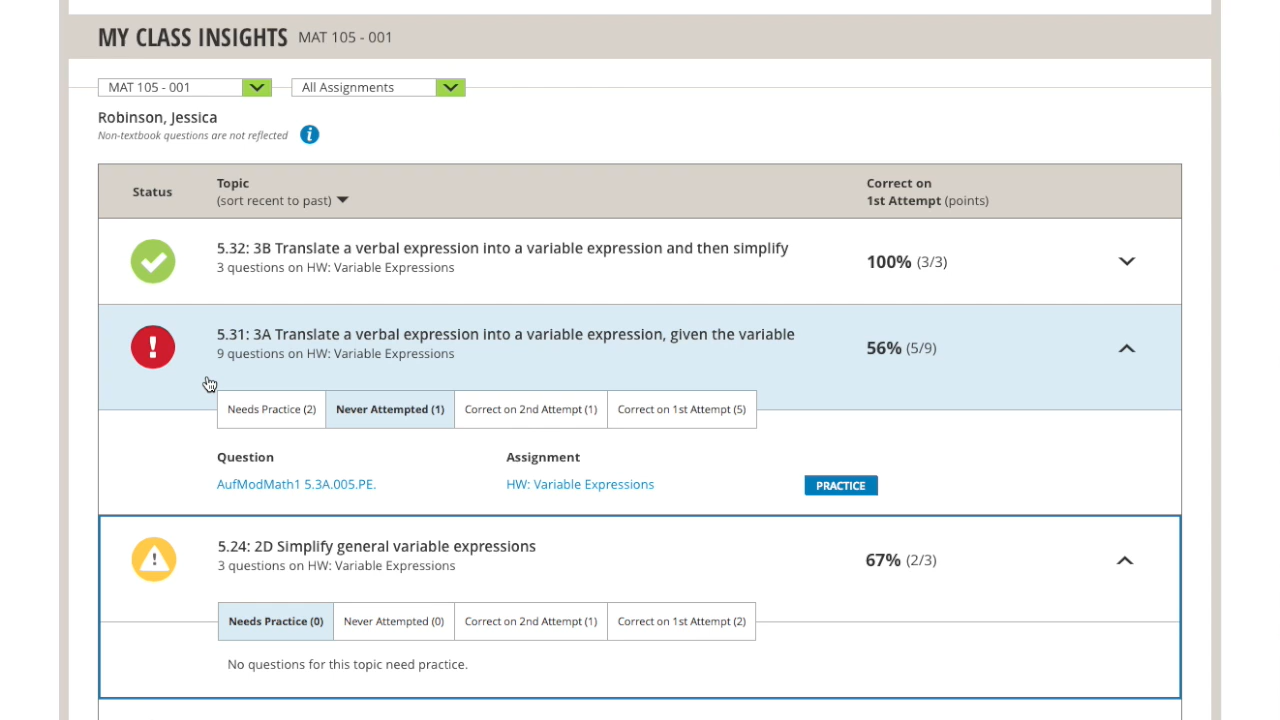 MY CLASS INSIGHTS MAT 105 - 001
MAT 105 - 001 All Assignments
Robinson, Jessica
Non-textbook questions are not reflected i
Status
Topic
(sort recent to past)
Correct on
1st Attempt (points)
5.32: 3B Translate a verbal expression into a variable expression and then simplify
3 questions on HW: Variable Expressions
100% (3/3)
5.31: 3A Translate a verbal expression into a variable expression, given the variable
9 questions on HW: Variable Expressions
56% (5/9)
Needs Practice (2) Never Attempted (1) Correct on 2nd Attempt (1) Correct on 1st Attempt (5)
Question Assignment
AufModMath1 5.3A.005.PE. HW: Variable Expressions PRACTICE
5.24: 2D Simplify general variable expressions
3 questions on HW: Variable Expressions
67% (2/3)
Needs Practice (0) Never Attempted (0) Correct on 2nd Attempt (1) Correct on 1st Attempt (2)
No questions for this topic need practice.